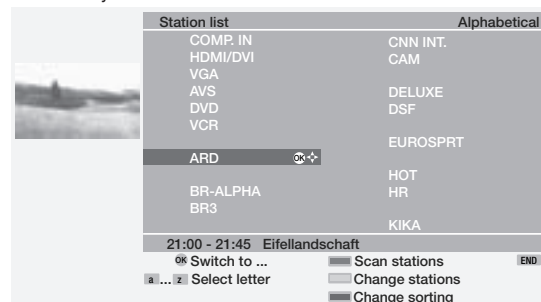 Station list Alphabetical
COMP. IN
HDMI/DVI
VGA
AVS
DVD
VCR
ARD OK
BR-ALPHA
BR3
CNN INT.
CAM
DELUXE
DSF
EUROSPRT
HOT
HR
KIKA
21:00 - 21:45 Eifellandschaft
OK Switch to ...
a ... z Select letter
Scan stations
Change stations
Change sorting
END